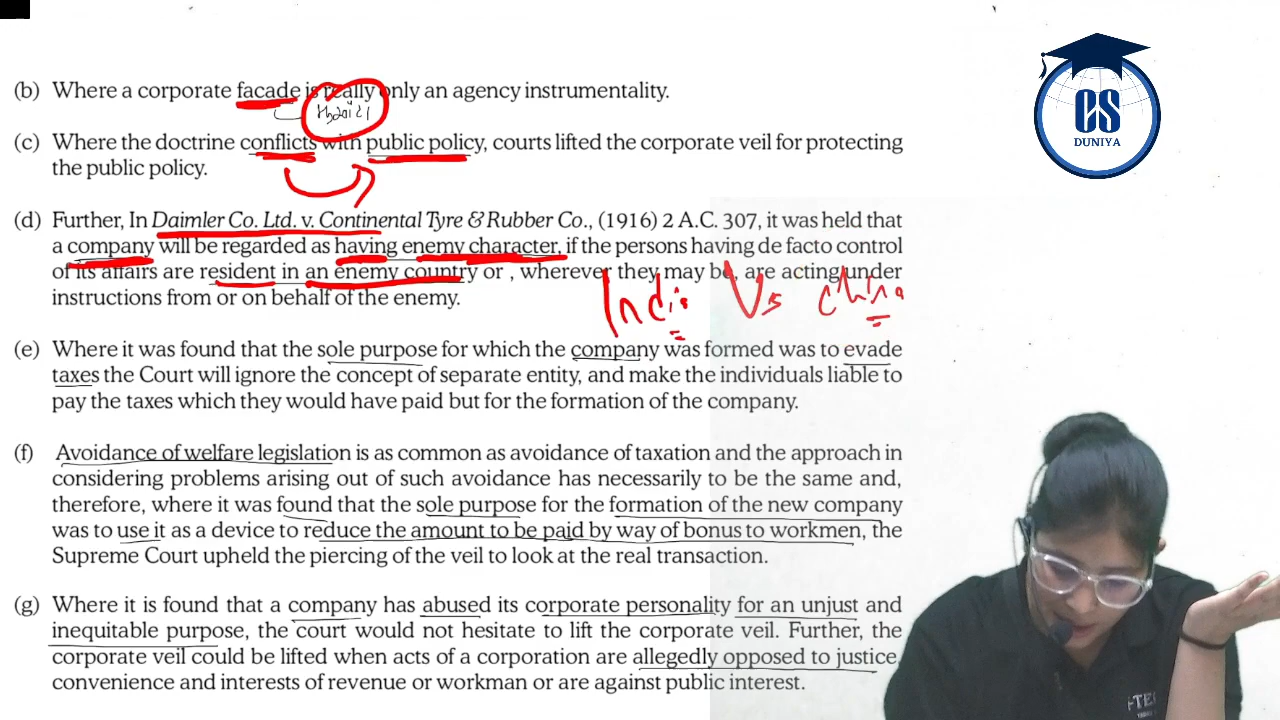 (b) Where a corporate facade is really only an agency instrumentality.
(c) Where the doctrine conflicts with public policy, courts lifted the corporate veil for protecting
the public policy.
(d) Further, In Daimler Co. Ltd. v. Continental Tyre & Rubber Co., (1916) 2 A.C. 307, it was held that
a company will be regarded as having enemy character, if the persons having de facto control
of its affairs are resident in an enemy country or , wherever they may be, are acting under
instructions from or on behalf of the enemy.
India Vs china
(e) Where it was found that the sole purpose for which the company was formed was to evade
taxes the Court will ignore the concept of separate entity, and make the individuals liable to
pay the taxes which they would have paid but for the formation of the company.
(f) Avoidance of welfare legislation is as common as avoidance of taxation and the approach in
considering problems arising out of such avoidance has necessarily to be the same and,
therefore, where it was found that the sole purpose for the formation of the new company
was to use it as a device to reduce the amount to be paid by way of bonus to workmen, the
Supreme Court upheld the piercing of the veil to look at the real transaction.
(g) Where it is found that a company has abused its corporate personality for an unjust and
inequitable purpose, the court would not hesitate to lift the corporate veil. Further, the
corporate veil could be lifted when acts of a corporation are allegedly opposed to justice,
convenience and interests of revenue or workman or are against public interest.
CS
DUNIYA